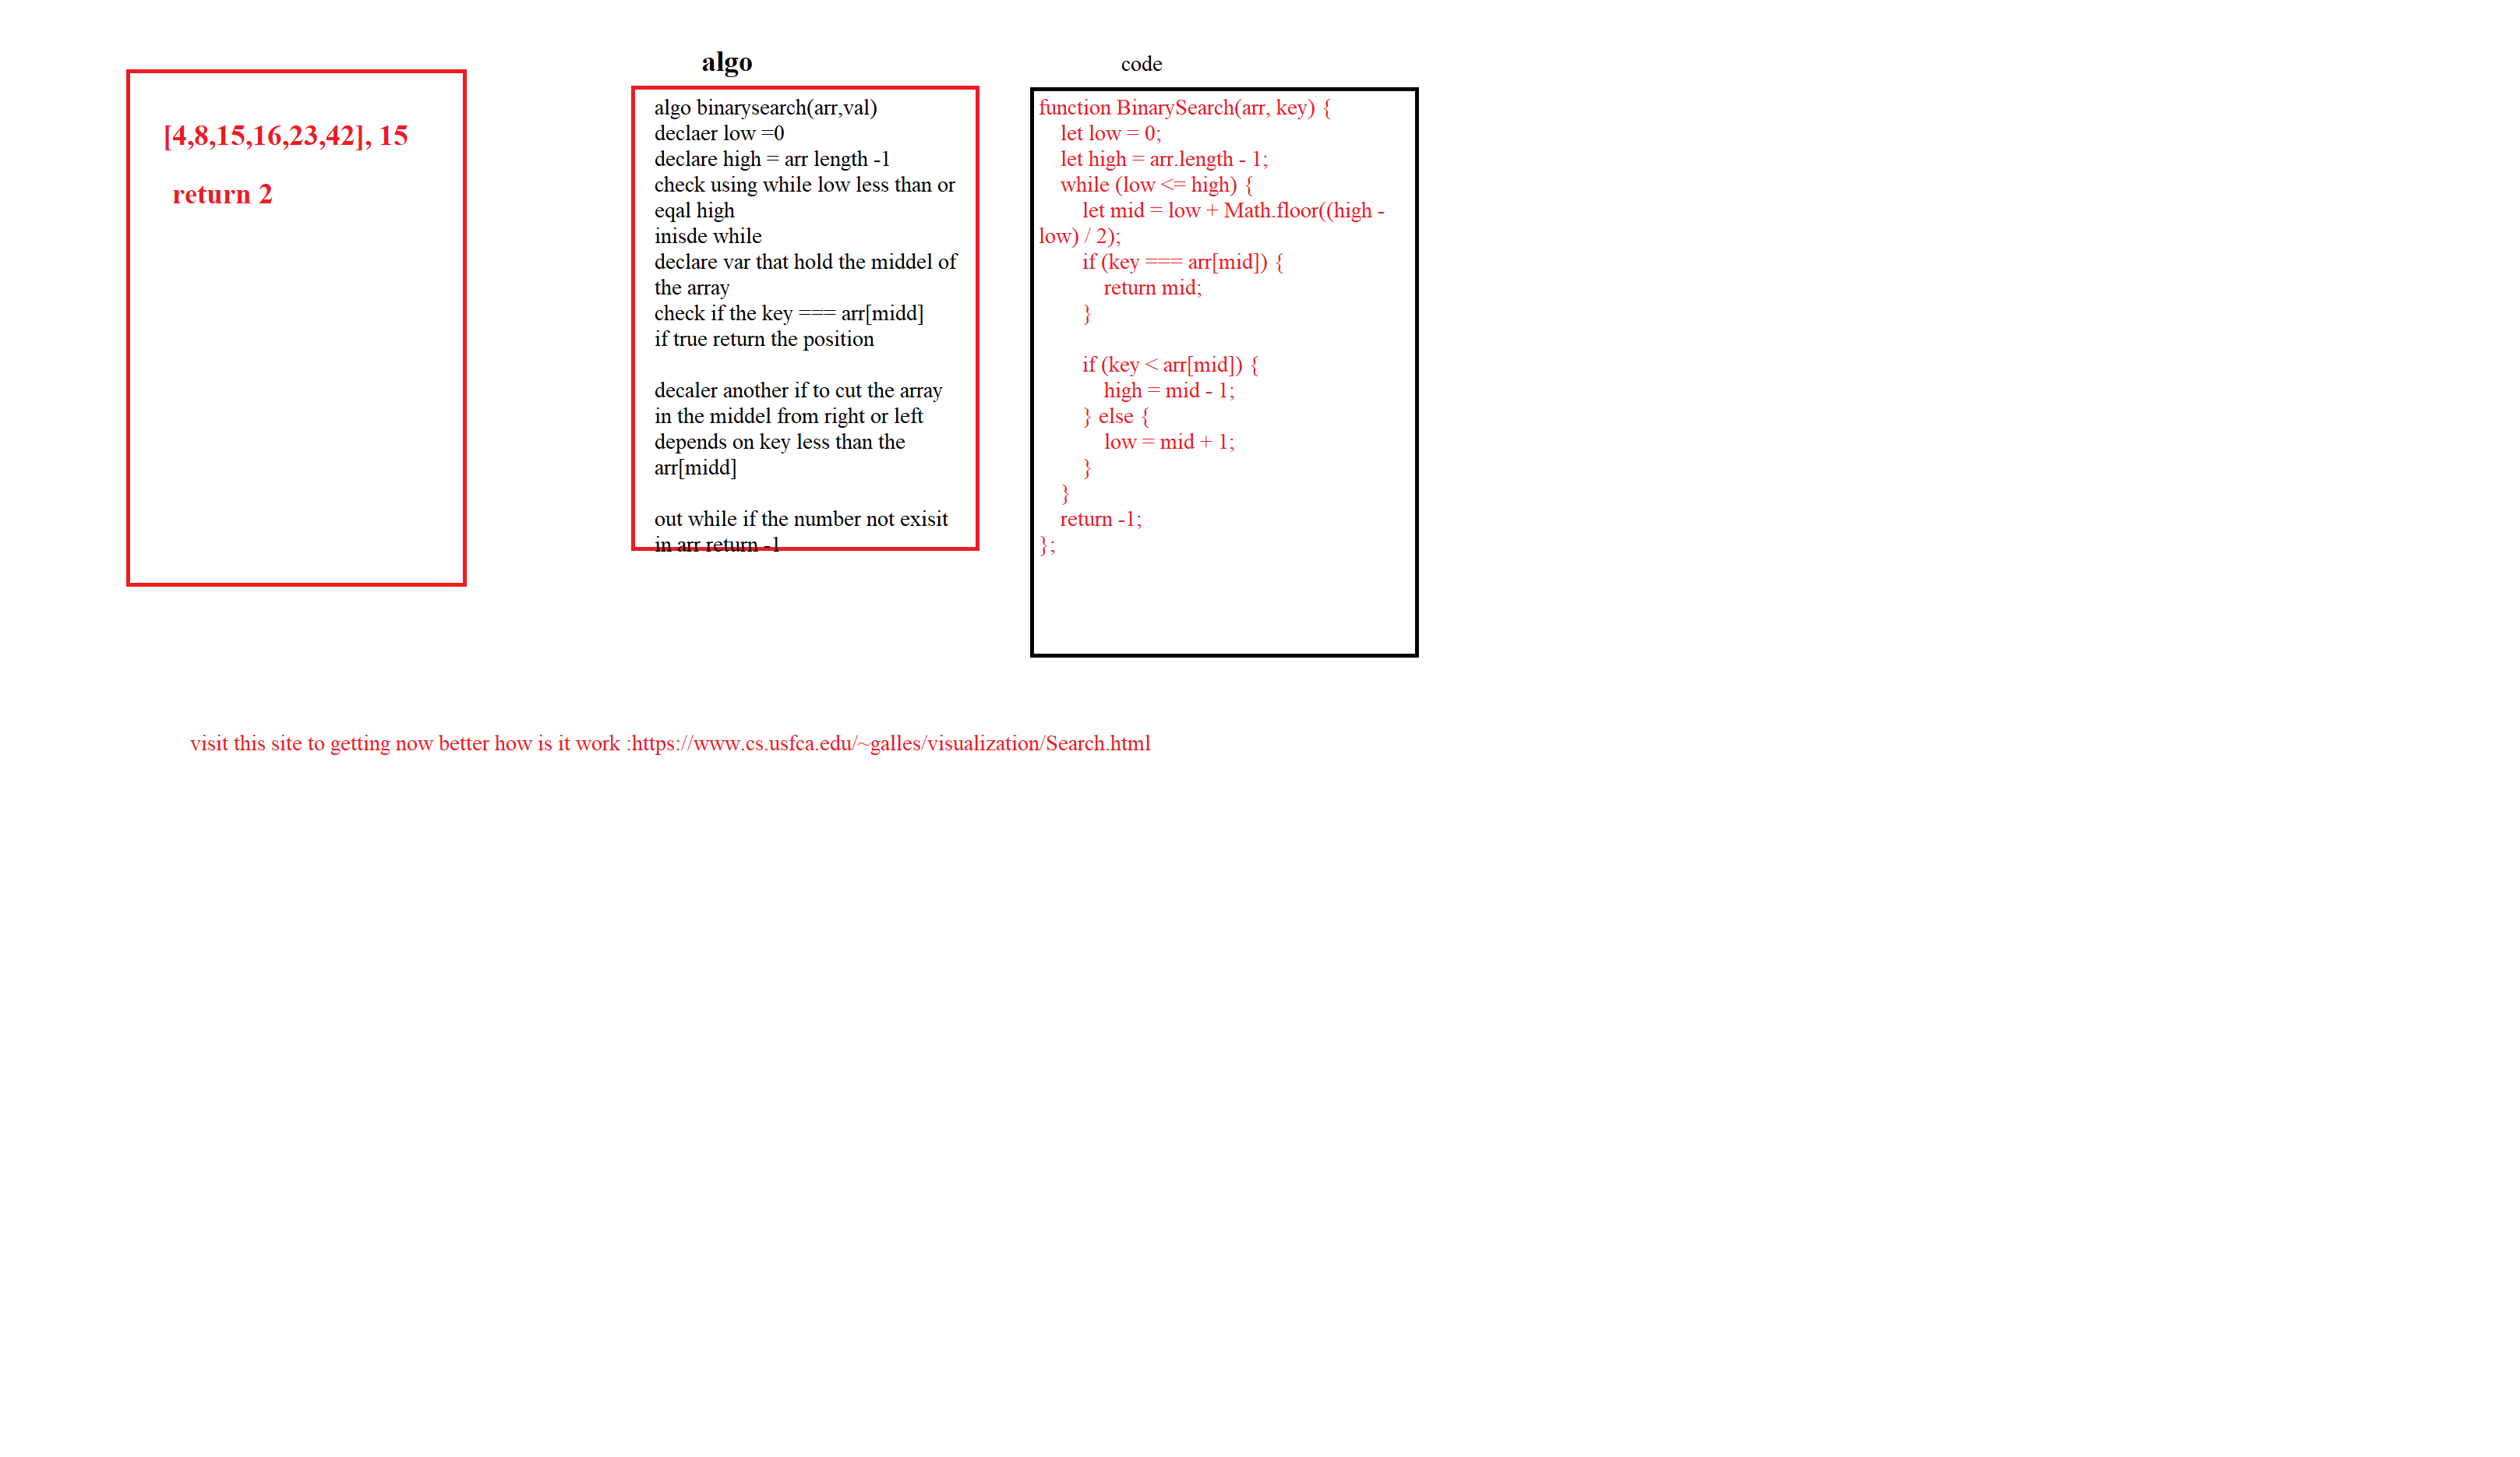 [4,8,15,16,23,42], 15
return 2
algo
algo binarysearch(arr,val)
declaer low =0
declare high = arr length -1
check using while low less than or
eqal high
inisde while
declare var that hold the middel of
the array
check if the key === arr[midd]
if true return the position
decaler another if to cut the array
in the middel from right or left
depends on key less than the
arr[midd]
out while if the number not exisit
in arr return -1
code
function BinarySearch(arr, key) {
    let low = 0;
    let high = arr.length - 1;
    while (low <= high) {
        let mid = low + Math.floor((high -
low) / 2);
        if (key === arr[mid]) {
            return mid;
        }
        if (key < arr[mid]) {
            high = mid - 1;
        } else {
            low = mid + 1;
        }
    }
    return -1;
};
visit this site to getting now better how is it work :https://www.cs.usfca.edu/~galles/visualization/Search.html